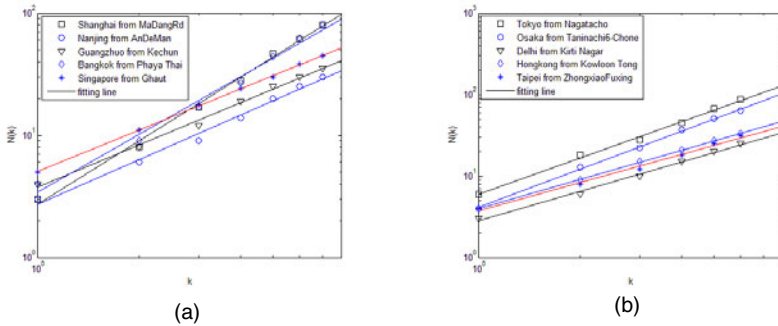 10²
Shanghai from MaDangRd
Nanjing from AnDeMan
Guangzhuo from Kechun
Bangkok from Phaya Thai
Singapore from Ghaut
fitting line
N(k)
10¹
10⁰
10⁰
k
(a)
10³
Tokyo from Nagatacho
Osaka from Taninachi6-Chone
Delhi from Kirti Nagar
Hongkong from Kowloon Tong
Taipei from ZhongxiaoFuxing
fitting line
10²
N(k)
10¹
10⁰
10⁰
k
(b)